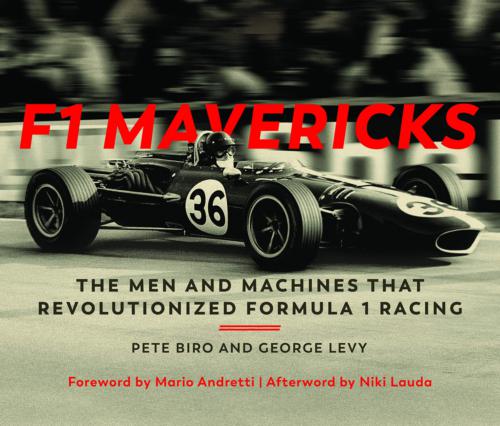 F1 MAVERICKS
36
36
THE MEN AND MACHINES THAT
REVOLUTIONIZED FORMULA 1 RACING
PETE BIRO AND GEORGE LEVY
Foreword by Mario Andretti | Afterword by Niki Lauda